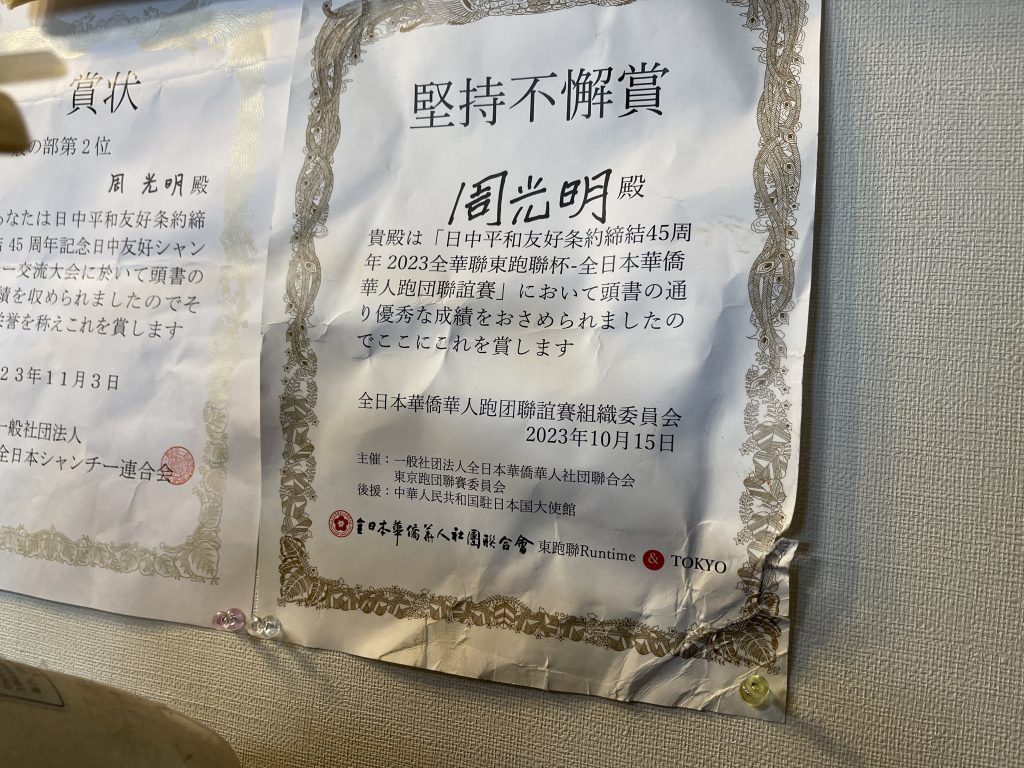 賞状
の部第2位
周光明殿
あなたは日中平和友好条約締
結45周年記念日中友好シャン
チー交流大会に於いて頭書の
成績を収められましたのでそ
の栄誉を称えこれを賞します
2023年11月3日
一般社団法人
全日本シャンチー連合会
堅持不懈賞
周光明殿
貴殿は「日中平和友好条約締結45周
年2023全華聯東跑聯杯-全日本華僑
華人跑団聯誼賽」において頭書の通
り優秀な成績をおさめられましたの
でここにこれを賞します
全日本華僑華人跑団聯誼賽組織委員会
2023年10月15日
主催：一般社団法人全日本華僑華人社団聯合会
東京跑団聯賽委員会
後援：中華人民共和国駐日本国大使館
全日本華僑華人社團聯合會 東跑聯Runtime & TOKYO